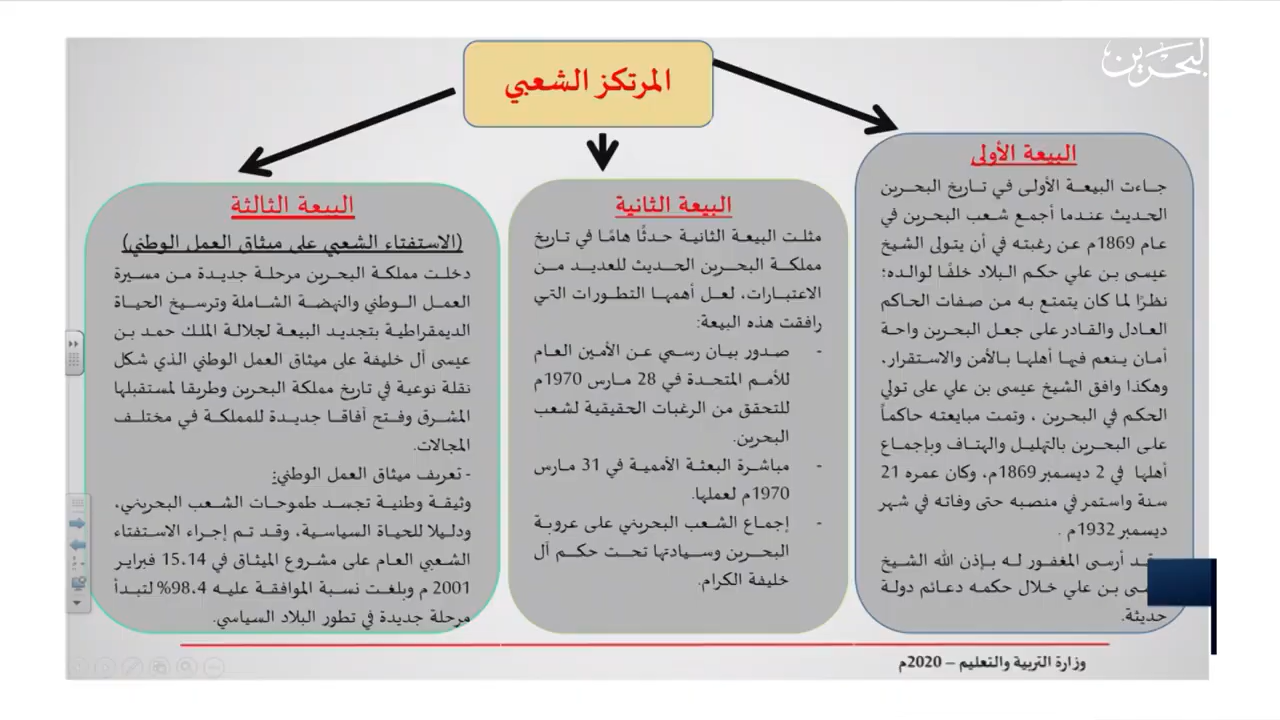 البحرين
المرتكز الشعبي
البيعة الأولى
جاءت البيعة الأولى في تاريخ البحرين
الحديث عندما أجمع شعب البحرين في
عام 1869م عن رغبته في أن يتولى الشيخ
عيسى بن علي حكم البلاد خلفًا لوالده؛
نظرًا لما كان يتمتع به من صفات الحاكم
العادل والقادر على جعل البحرين واحة
أمان ينعم فيها أهلها بالأمن والاستقرار،
وهكذا وافق الشيخ عيسى بن علي على تولي
الحكم في البحرين ، وتمت مبايعته حاكماً
على البحرين بالتهليل والهتاف وبإجماع
أهلها في 2 ديسمبر 1869م، وكان عمره 21
سنة واستمر في منصبه حتى وفاته في شهر
ديسمبر 1932م .
أرسى المغفور له بإذن الله الشيخ
بن علي خلال حكمه دعائم دولة
حديثة.
البيعة الثانية
مثلت البيعة الثانية حدثًا هامًا في تاريخ
مملكة البحرين الحديث للعديد من
الاعتبارات، لعل أهمها التطورات التي
رافقت هذه البيعة:
- صدور بيان رسمي عن الأمين العام
للأمم المتحدة في 28 مارس 1970م
للتحقق من الرغبات الحقيقية لشعب
البحرين.
- مباشرة البعثة الأممية في 31 مارس
1970م لعملها.
- إجماع الشعب البحريني على عروبة
البحرين وسيادتها تحت حكم آل
خليفة الكرام.
البيعة الثالثة
(الاستفتاء الشعبي على ميثاق العمل الوطني)
دخلت مملكة البحرين مرحلة جديدة من مسيرة
العمل الوطني والنهضة الشاملة وترسيخ الحياة
الديمقراطية بتجديد البيعة لجلالة الملك حمد بن
عيسى آل خليفة على ميثاق العمل الوطني الذي شكل
نقلة نوعية في تاريخ مملكة البحرين وطريقا لمستقبلها
المشرق وفتح آفاقا جديدة للمملكة في مختلف
المجالات.
- تعريف ميثاق العمل الوطني:
وثيقة وطنية تجسد طموحات الشعب البحريني،
ودليلا للحياة السياسية، وقد تم إجراء الاستفتاء
الشعبي العام على مشروع الميثاق في 15،14 فبراير
2001 م وبلغت نسبة الموافقة عليه 98،4% لتبدأ
مرحلة جديدة في تطور البلاد السياسي.
وزارة التربية والتعليم – 2020م